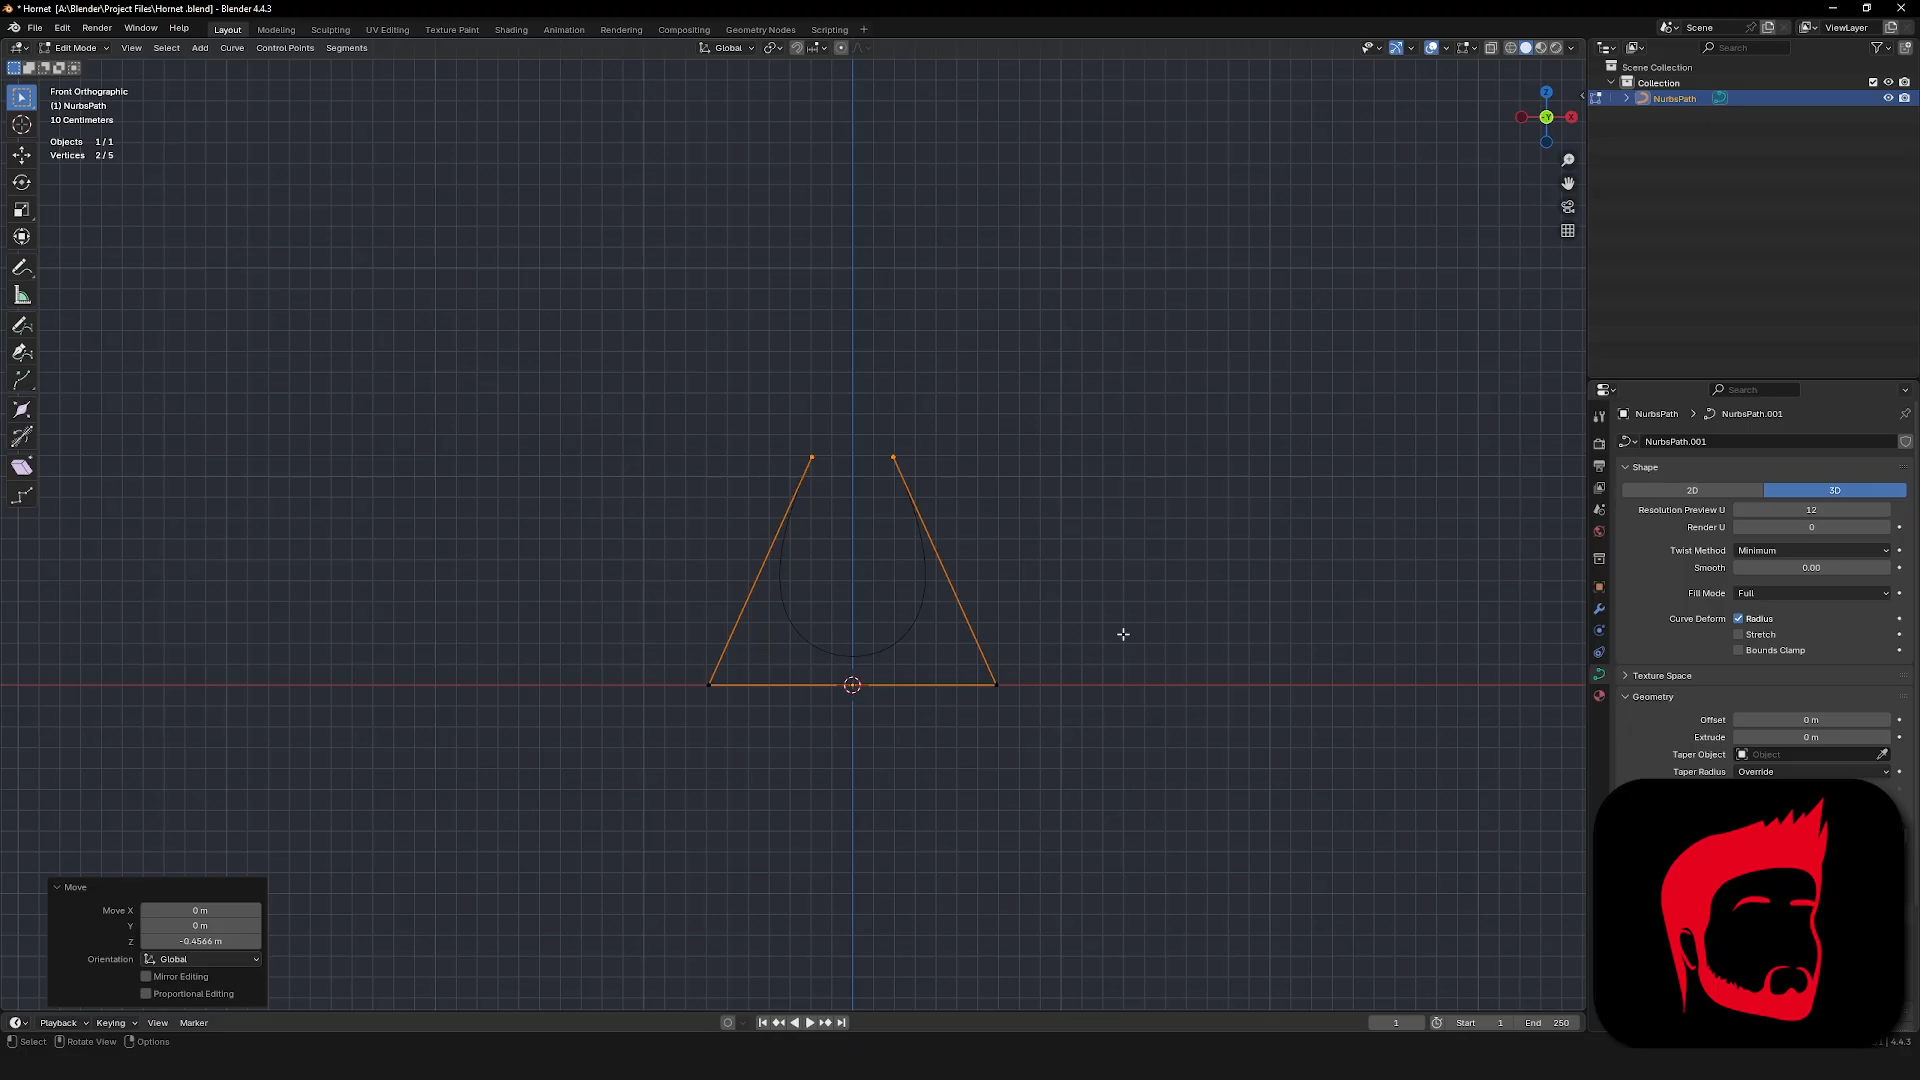 * Hornet  [A:\Blender\Project Files\Hornet .blend] - Blender 4.4.3
File Edit Render Window Help Layout Modeling Sculpting UV Editing Texture Paint Shading Animation Rendering Compositing Geometry Nodes Scripting + Scene ViewLayer
Edit Mode View Select Add Curve Control Points Segments Global Search
Front Orthographic
(1) NurbsPath
10 Centimeters
Objects 1/1
Vertices 2/5
Z
-Y
X
Scene Collection
Collection
NurbsPath
Search
NurbsPath > NurbsPath.001
NurbsPath.001
Shape
2D 3D
Resolution Preview U 12
Render U 0
Twist Method Minimum
Smooth 0.00
Fill Mode Full
Curve Deform Radius
Stretch
Bounds Clamp
Texture Space
Geometry
Offset 0 m
Extrude 0 m
Taper Object Object
Taper Radius Override
Move
Move X 0 m
Y 0 m
Z -0.4566 m
Orientation Global
Mirror Editing
Proportional Editing
Playback Keying View Marker 1 Start 1 End 250
Select Rotate View Options 4.4.3